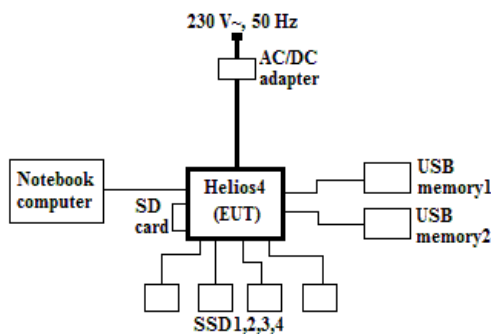 230 V~, 50 Hz
AC/DC
adapter
Notebook
computer
Helios4
(EUT)
SD
card
USB
memory1
USB
memory2
SSD1,2,3,4